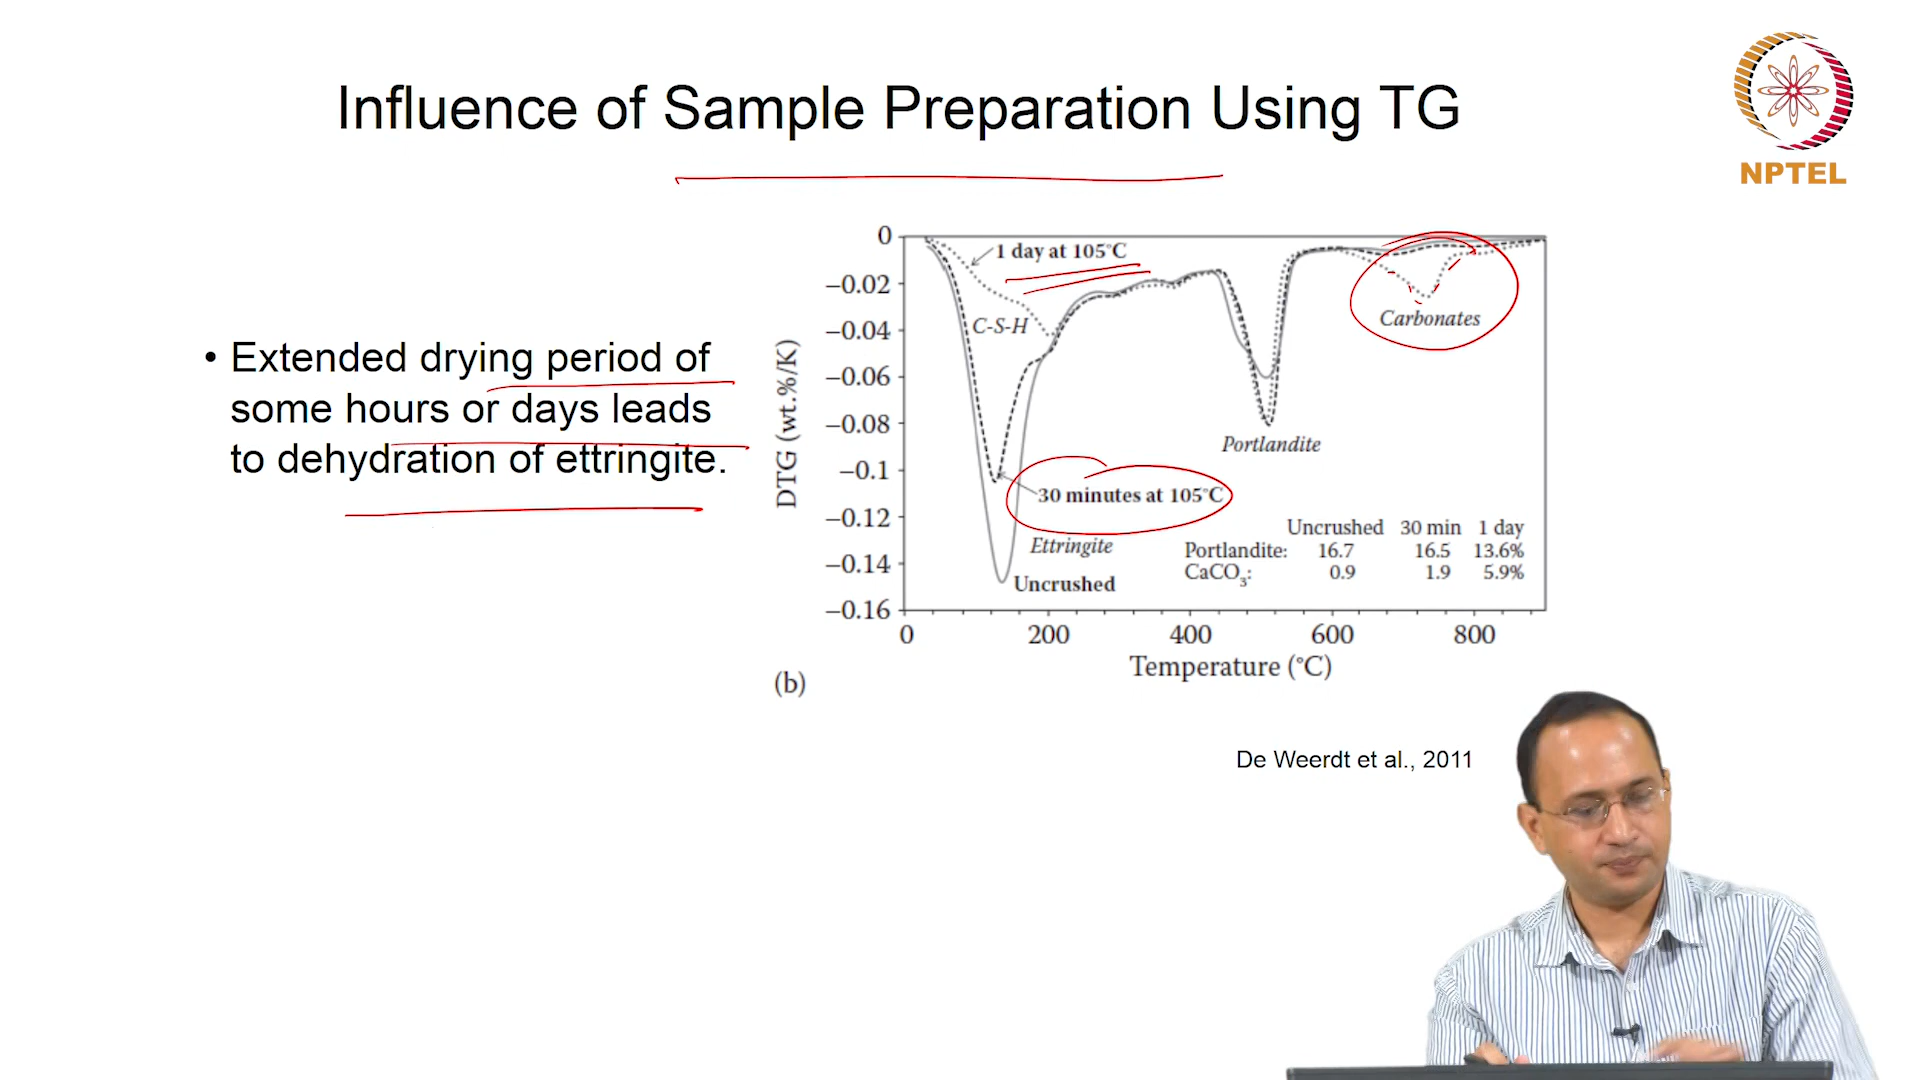 Influence of Sample Preparation Using TG
NPTEL
• Extended drying period of
some hours or days leads
to dehydration of ettringite.
0
−0.02
−0.04
−0.06
−0.08
−0.1
−0.12
−0.14
−0.16
DTG (wt.%/K)
1 day at 105°C
C-S-H
Carbonates
Portlandite
30 minutes at 105°C
Ettringite
Uncrushed
Uncrushed 30 min 1 day
Portlandite: 16.7 16.5 13.6%
CaCO₃: 0.9 1.9 5.9%
0 200 400 600 800
Temperature (°C)
(b)
De Weerdt et al., 2011